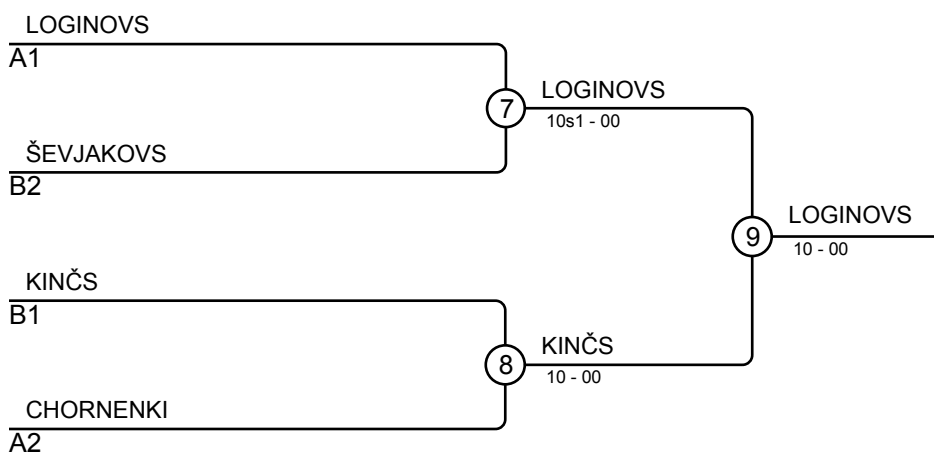 LOGINOVS
A1
7
LOGINOVS
10s1 - 00
ŠEVJAKOVS
B2
9
LOGINOVS
10 - 00
KINČS
B1
8
KINČS
10 - 00
CHORNENKI
A2